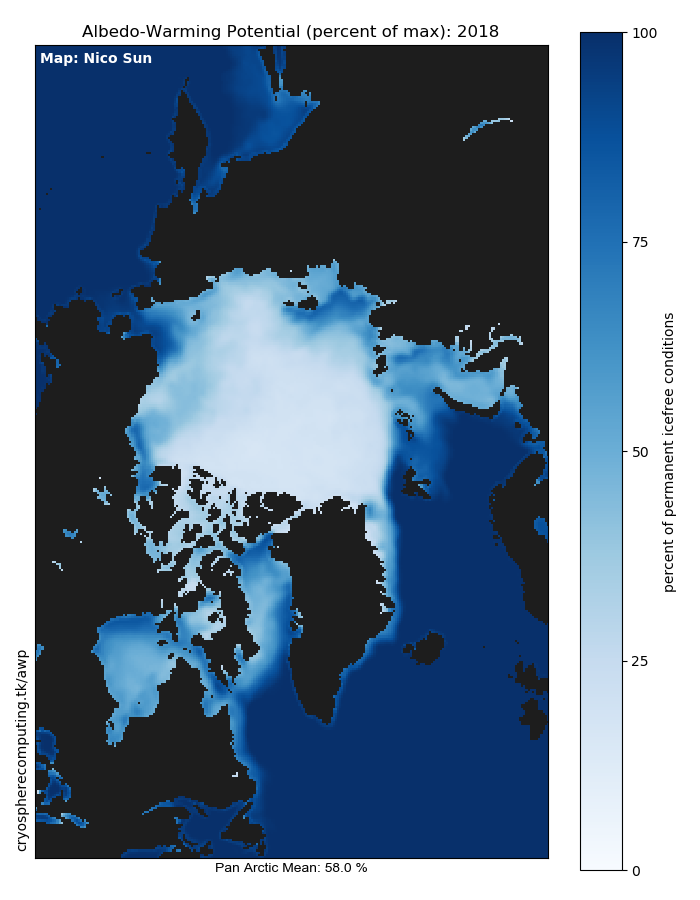 Albedo-Warming Potential (percent of max): 2018
Map: Nico Sun
100
75
50
25
0
percent of permanent icefree conditions
cryospherecomputing.tk/awp
Pan Arctic Mean: 58.0 %